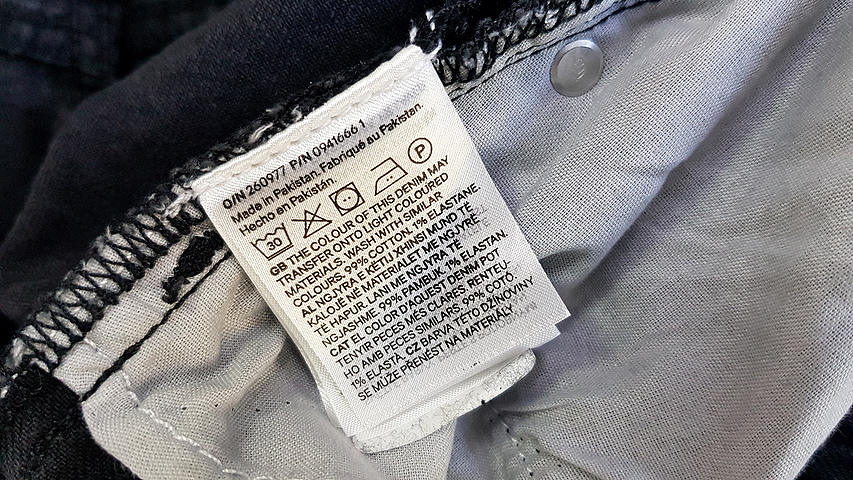 O/N 260977 P/N 0941666 1
Made in Pakistan. Fabriqué au Pakistan.
Hecho en Pakistán.
30 P
GB THE COLOUR OF THIS DENIM MAY
TRANSFER ONTO LIGHT COLOURED
MATERIALS, WASH WITH SIMILAR
COLOURS, 99% COTTON, 1% ELASTANE.
AL NGJYRA E KËTIJ XHINSI MUND TË
KALOJË NË MATERIALET ME NGJYRË
TË HAPUR. LANI ME NGJYRA TË
NGJASHME. 99% PAMBUK, 1% ELASTAN.
CAT EL COLOR D'AQUEST DENIM POT
TENYIR PECES MÉS CLARES, RENTEU-
HO AMB PECES SIMILARS, 99% COTÓ,
1% ELASTÀ. CZ BARVA TÉTO DŽÍNOVINY
SE MŮŽE PŘENÉST NA MATERIÁLY